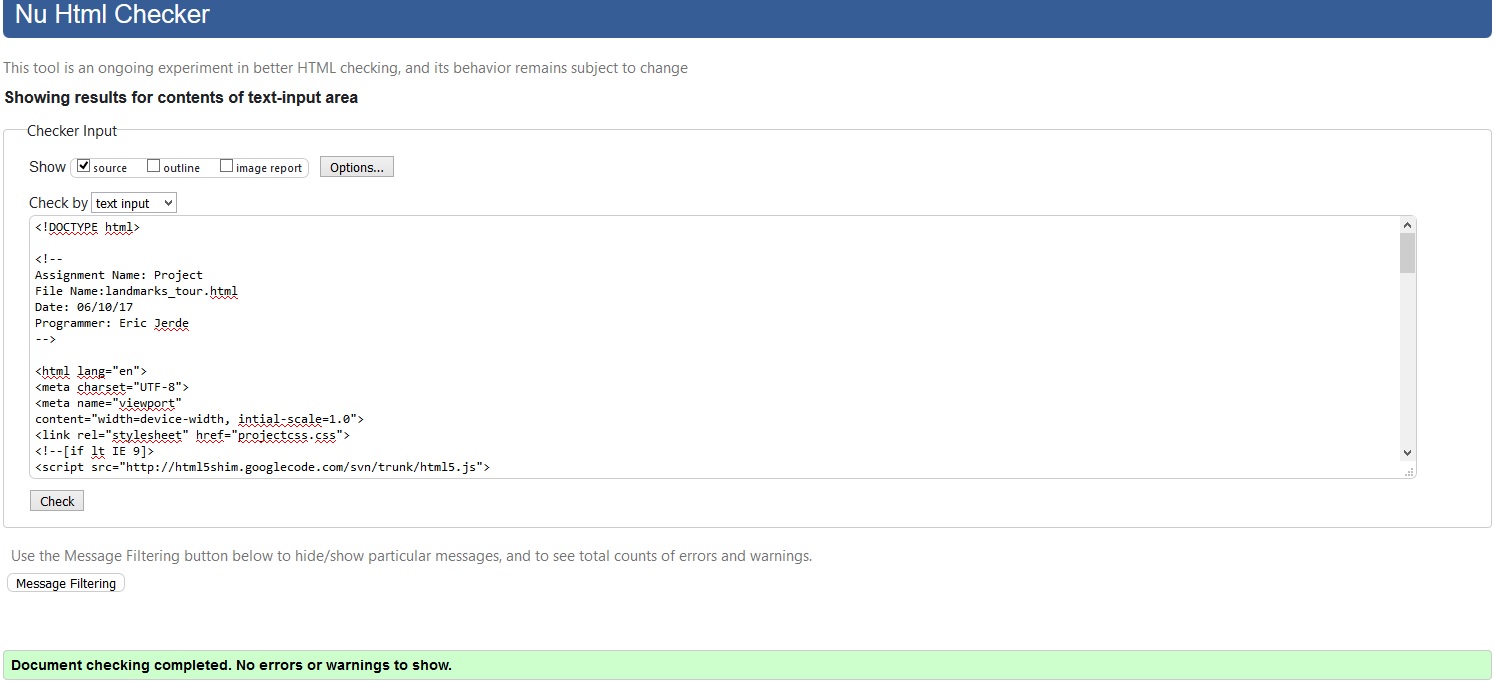 Nu Html Checker
This tool is an ongoing experiment in better HTML checking, and its behavior remains subject to change
Showing results for contents of text-input area
Checker Input
Show source outline image report Options...
Check by text input
<!DOCTYPE html>
<!--
Assignment Name: Project
File Name:landmarks_tour.html
Date: 06/10/17
Programmer: Eric Jerde
-->
<html lang="en">
<meta charset="UTF-8">
<meta name="viewport"
content="width=device-width, intial-scale=1.0">
<link rel="stylesheet" href="projectcss.css">
<!--[if lt IE 9]>
<script src="http://html5shim.googlecode.com/svn/trunk/html5.js">
Check
Use the Message Filtering button below to hide/show particular messages, and to see total counts of errors and warnings.
Message Filtering
Document checking completed. No errors or warnings to show.